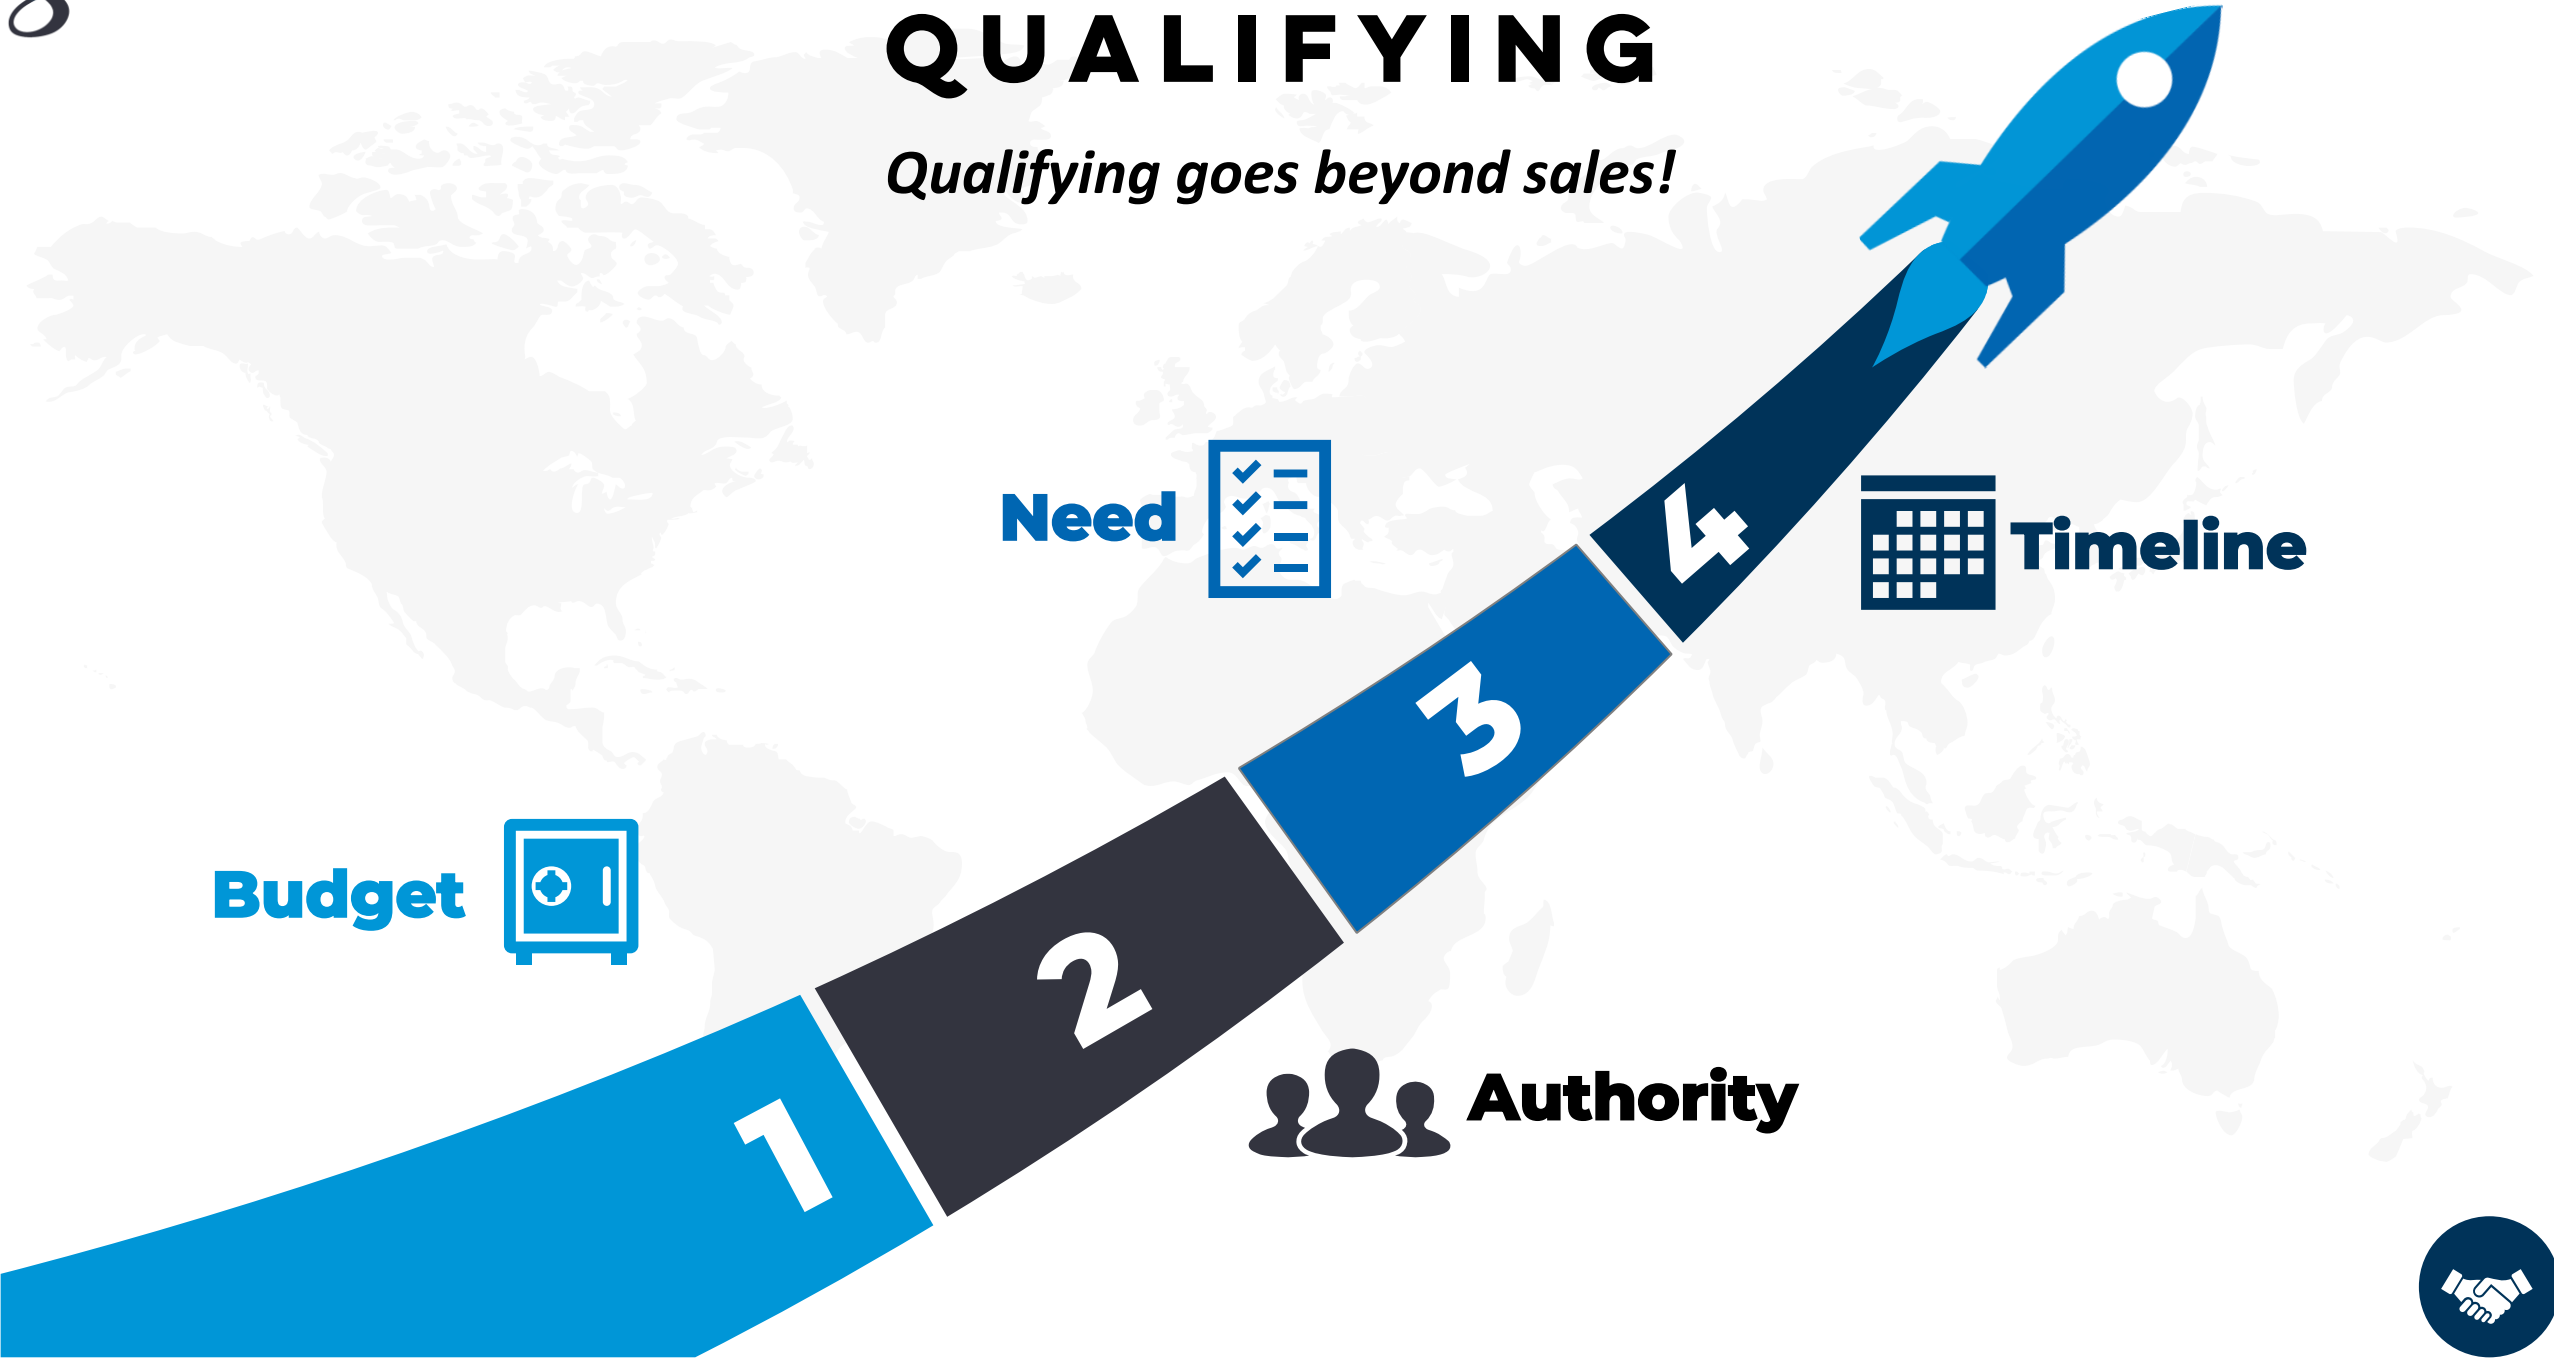 QUALIFYING
Qualifying goes beyond sales!
Need
Timeline
Budget
Authority
1
2
3
4